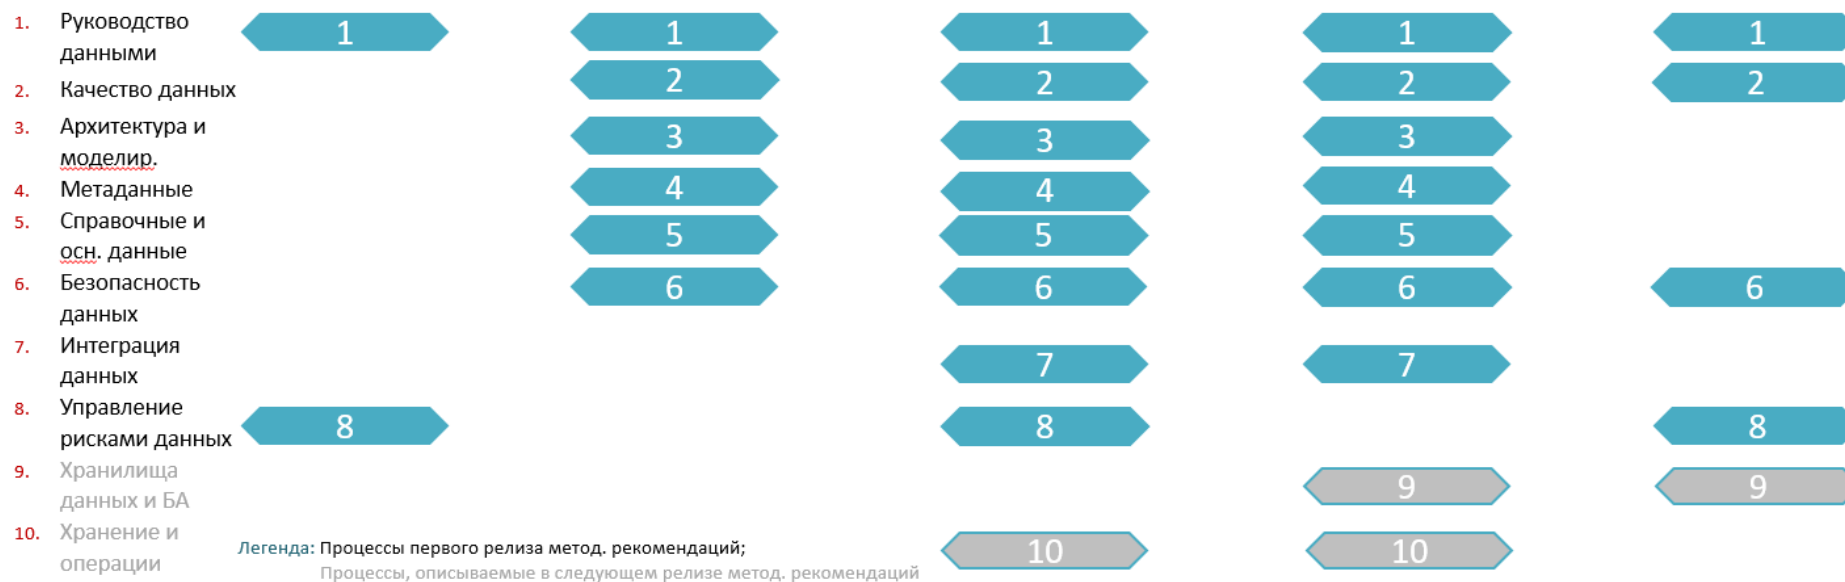 1. Руководство
данными
1 1 1 1 1
2. Качество данных
2 2 2 2
3. Архитектура и
моделир.
3 3 3
4. Метаданные
4 4 4
5. Справочные и
осн. данные
5 5 5
6. Безопасность
данных
6 6 6 6
7. Интеграция
данных
7 7
8. Управление
рисками данных
8 8 8
9. Хранилища
данных и БА
9 9
10. Хранение и
операции
10 10
Легенда: Процессы первого релиза метод. рекомендаций;
Процессы, описываемые в следующем релизе метод. рекомендаций